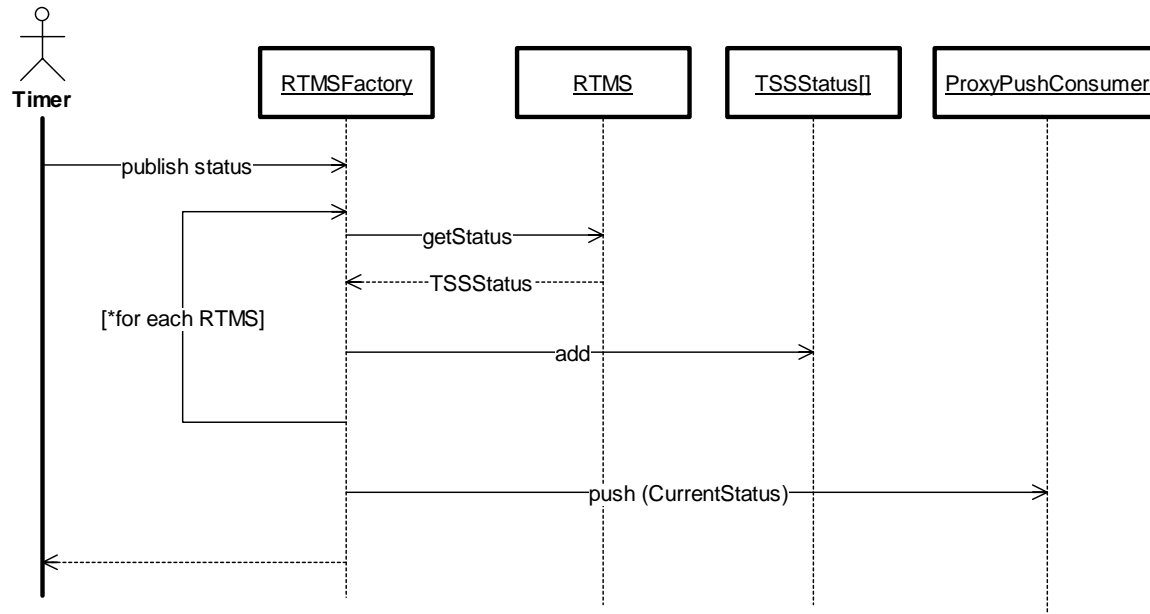 Timer
RTMSFactory
RTMS
TSSStatus[]
ProxyPushConsumer
publish status
getStatus
TSSStatus
[*for each RTMS]
add
push (CurrentStatus)